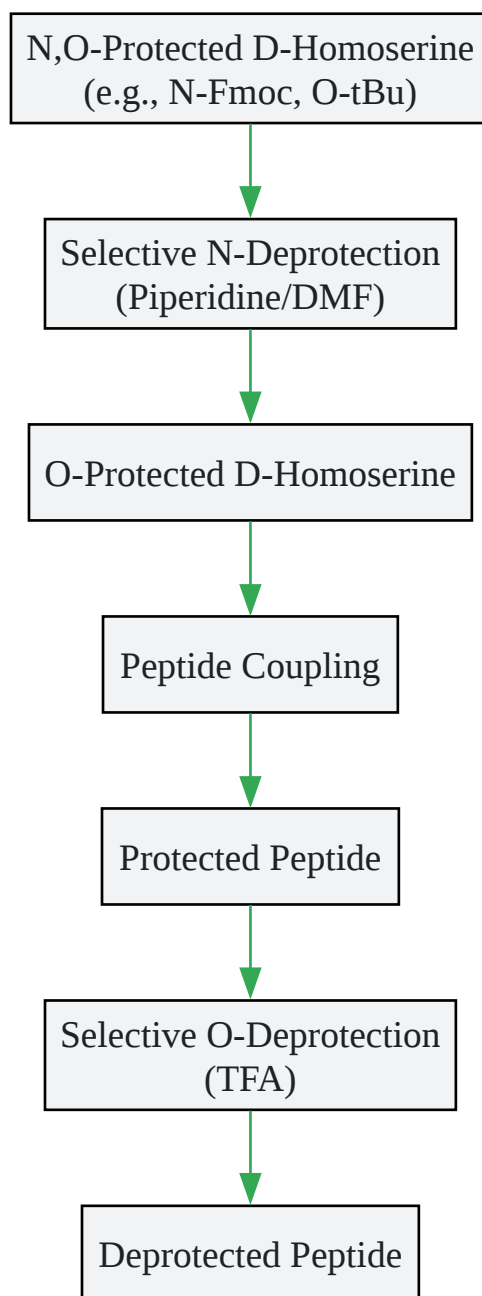 N,O-Protected D-Homoserine
(e.g., N-Fmoc, O-tBu)
Selective N-Deprotection
(Piperidine/DMF)
O-Protected D-Homoserine
Peptide Coupling
Protected Peptide
Selective O-Deprotection
(TFA)
Deprotected Peptide